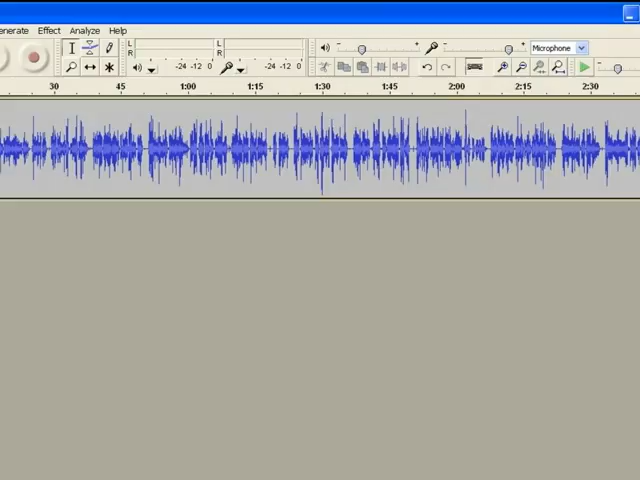 enerate Effect Analyze Help
L L
R R
- + - + Microphone
-24 -12 0 -24 -12 0 -
30 45 1:00 1:15 1:30 1:45 2:00 2:15 2:30